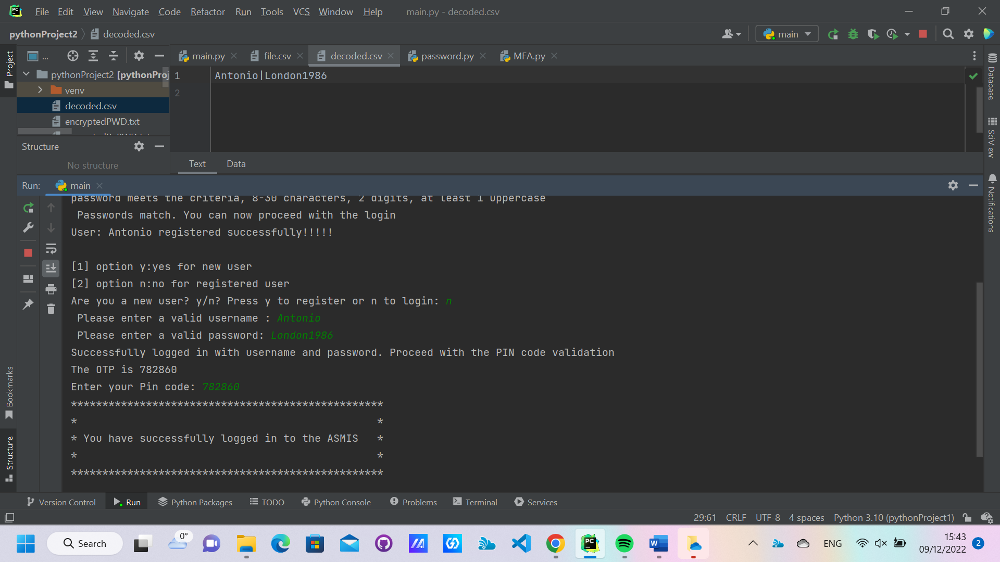 PC File Edit View Navigate Code Refactor Run Tools VCS Window Help main.py - decoded.csv
pythonProject2 decoded.csv main
Project
... main.py file.csv decoded.csv password.py MFA.py
pythonProject2 [pythonProj
venv
decoded.csv
encryptedPWD.txt
1 Antonio|London1986
2
Database
SciView
Notifications
Structure
No structure
Text Data
Run: main
password meets the criteria, 8-30 characters, 2 digits, at least 1 Uppercase
Passwords match. You can now proceed with the login
User: Antonio registered successfully!!!!!
[1] option y:yes for new user
[2] option n:no for registered user
Are you a new user? y/n? Press y to register or n to login: n
Please enter a valid username : Antonio
Please enter a valid password: London1986
Successfully logged in with username and password. Proceed with the PIN code validation
The OTP is 782860
Enter your Pin code: 782860
**************************************************
* *
* You have successfully logged in to the ASMIS *
* *
**************************************************
Bookmarks
Structure
Version Control Run Python Packages TODO Python Console Problems Terminal Services
29:61 CRLF UTF-8 4 spaces Python 3.10 (pythonProject1)
Search 0° PC W ENG 15:43
09/12/2022 2